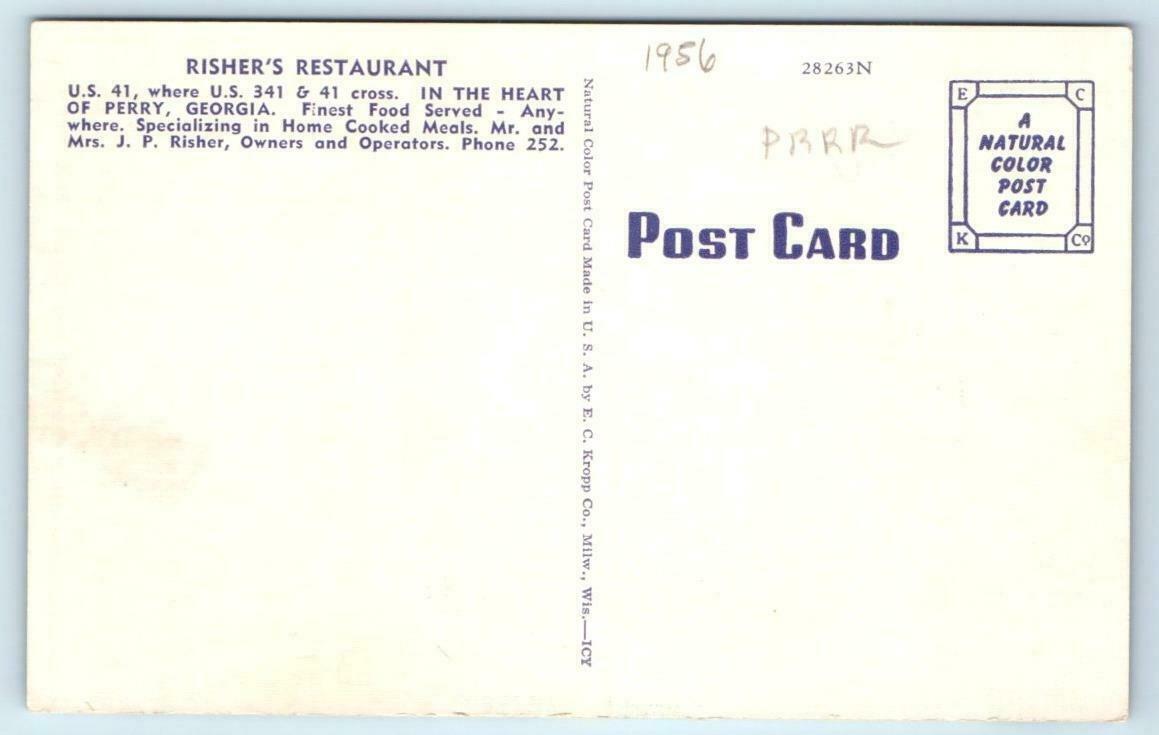 RISHER'S RESTAURANT
U.S. 41, where U.S. 341 & 41 cross. IN THE HEART
OF PERRY, GEORGIA. Finest Food Served - Any-
where. Specializing in Home Cooked Meals. Mr. and
Mrs. J. P. Risher, Owners and Operators. Phone 252.
Natural Color Post Card Made in U. S. A. by E. C. Kropp Co., Milw., Wis.—ICY
1956
28263N
POST CARD
E C
A
NATURAL
COLOR
POST
CARD
K Co